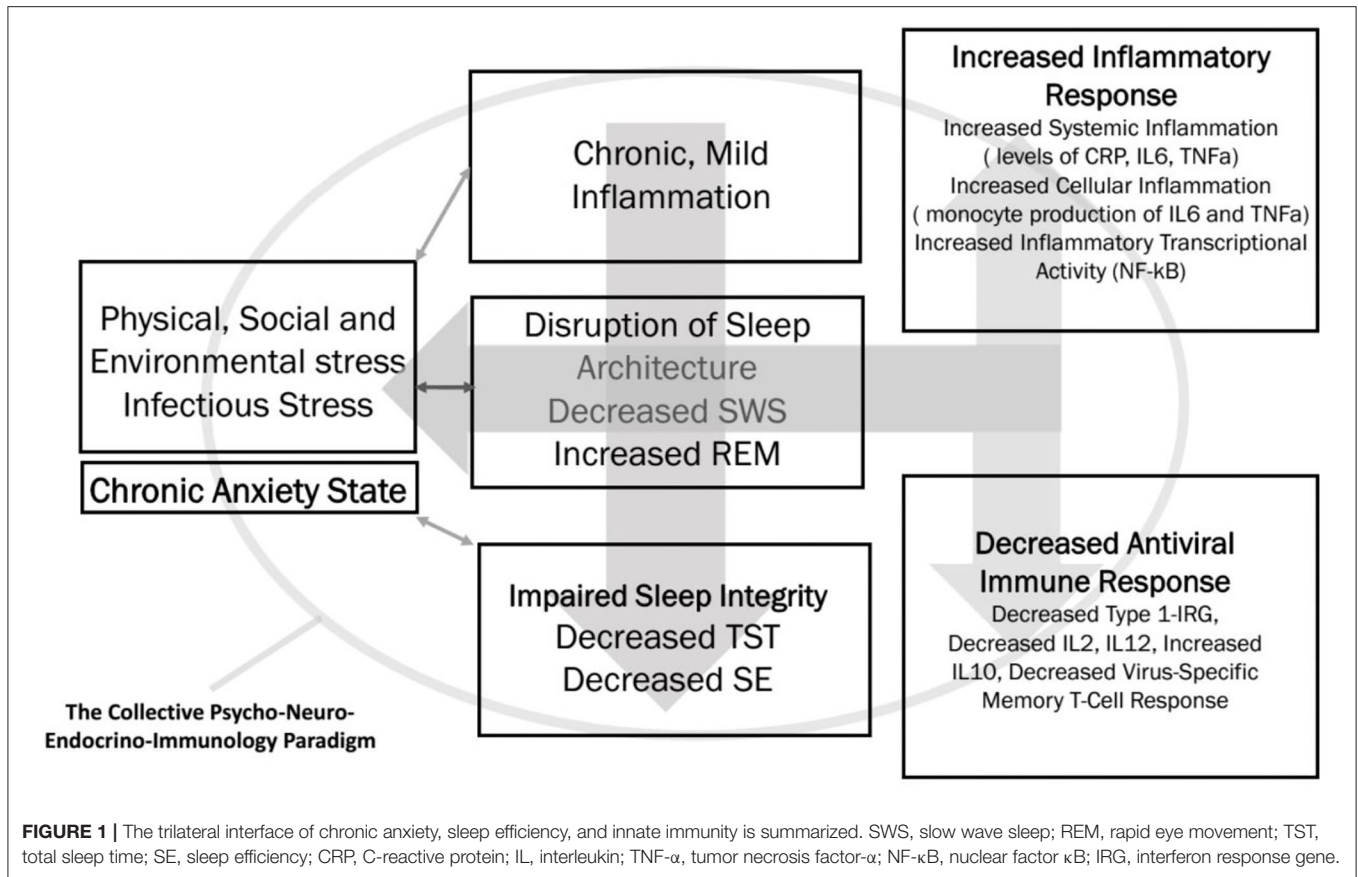 Increased Inflammatory
Response
Increased Systemic Inflammation
( levels of CRP, IL6, TNFa)
Increased Cellular Inflammation
( monocyte production of IL6 and TNFa)
Increased Inflammatory Transcriptional
Activity (NF-kB)
Chronic, Mild
Inflammation
Physical, Social and
Environmental stress
Infectious Stress
Disruption of Sleep
Architecture
Decreased SWS
Increased REM
Chronic Anxiety State
Impaired Sleep Integrity
Decreased TST
Decreased SE
Decreased Antiviral
Immune Response
Decreased Type 1-IRG,
Decreased IL2, IL12, Increased
IL10, Decreased Virus-Specific
Memory T-Cell Response
The Collective Psycho-Neuro-
Endocrino-Immunology Paradigm
FIGURE 1 | The trilateral interface of chronic anxiety, sleep efficiency, and innate immunity is summarized. SWS, slow wave sleep; REM, rapid eye movement; TST,
total sleep time; SE, sleep efficiency; CRP, C-reactive protein; IL, interleukin; TNF-α, tumor necrosis factor-α; NF-κB, nuclear factor κB; IRG, interferon response gene.